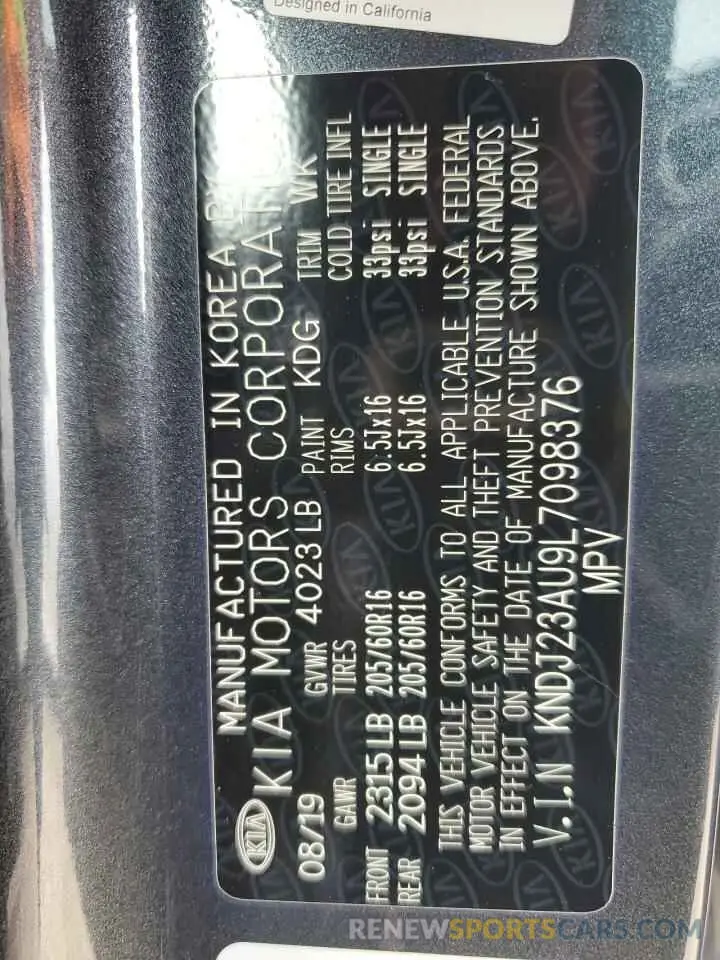 Designed in California
MANUFACTURED IN KOREA
KIA
KIA MOTORS CORPORAT
08/19 GVWR 4023 LB PAINT KDG TRIM WK
GAWR TIRES RIMS COLD TIRE INFL
FRONT 2315 LB 205/60R16 6.5Jx16 33psi SINGLE
REAR 2094 LB 205/60R16 6.5Jx16 33psi SINGLE
THIS VEHICLE CONFORMS TO ALL APPLICABLE U.S.A. FEDERAL
MOTOR VEHICLE SAFETY AND THEFT PREVENTION STANDARDS
IN EFFECT ON THE DATE OF MANUFACTURE SHOWN ABOVE.
V.I.N KNDJ23AU9L7098376
MPV
RENEWSPORTSCARS.COM